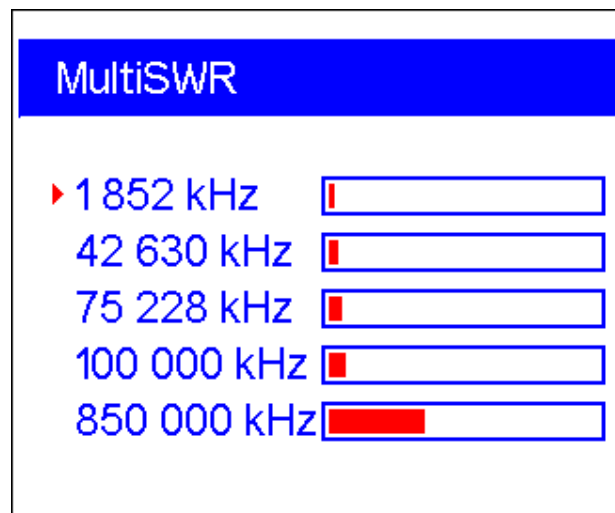 MultiSWR
1 852 kHz
42 630 kHz
75 228 kHz
100 000 kHz
850 000 kHz